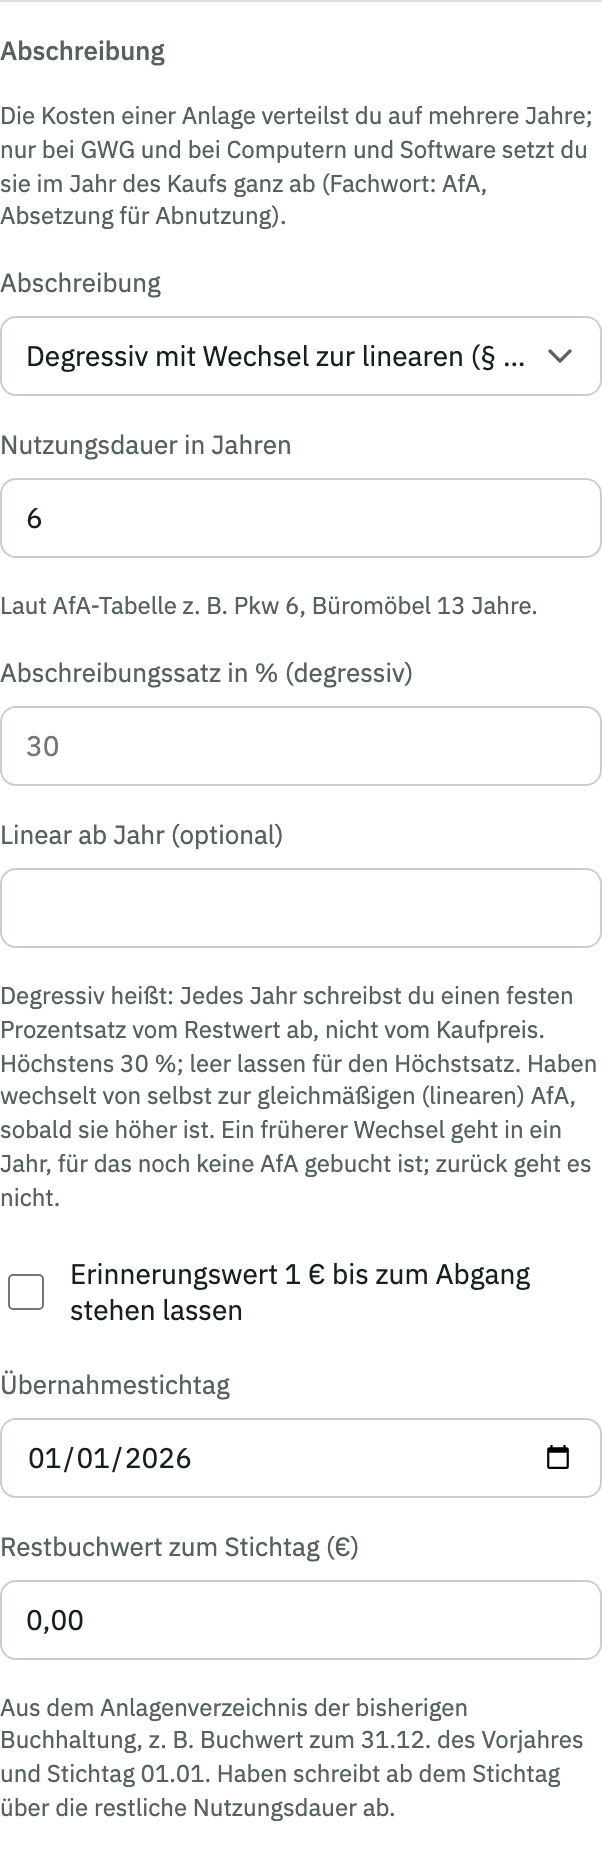 Abschreibung
Die Kosten einer Anlage verteilst du auf mehrere Jahre;
nur bei GWG und bei Computern und Software setzt du
sie im Jahr des Kaufs ganz ab (Fachwort: AfA,
Absetzung für Abnutzung).
Abschreibung
Degressiv mit Wechsel zur linearen (§ ...
Nutzungsdauer in Jahren
6
Laut AfA-Tabelle z. B. Pkw 6, Büromöbel 13 Jahre.
Abschreibungssatz in % (degressiv)
30
Linear ab Jahr (optional)
Degressiv heißt: Jedes Jahr schreibst du einen festen
Prozentsatz vom Restwert ab, nicht vom Kaufpreis.
Höchstens 30 %; leer lassen für den Höchstsatz. Haben
wechselt von selbst zur gleichmäßigen (linearen) AfA,
sobald sie höher ist. Ein früherer Wechsel geht in ein
Jahr, für das noch keine AfA gebucht ist; zurück geht es
nicht.
Erinnerungswert 1 € bis zum Abgang
stehen lassen
Übernahmestichtag
01/01/2026
Restbuchwert zum Stichtag (€)
0,00
Aus dem Anlagenverzeichnis der bisherigen
Buchhaltung, z. B. Buchwert zum 31.12. des Vorjahres
und Stichtag 01.01. Haben schreibt ab dem Stichtag
über die restliche Nutzungsdauer ab.